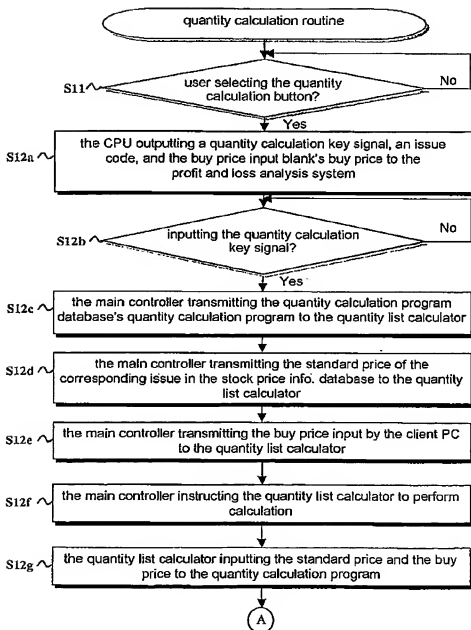 quantity calculation routine
S11
user selecting the quantity
calculation button?
No
Yes
S12a
the CPU outputting a quantity calculation key signal, an issue
code, and the buy price input blank's buy price to the
profit and loss analysis system
S12b
inputting the quantity calculation
key signal?
No
Yes
S12c
the main controller transmitting the quantity calculation program
database's quantity calculation program to the quantity list calculator
S12d
the main controller transmitting the standard price of the
corresponding issue in the stock price info. database to the quantity
list calculator
S12e
the main controller transmitting the buy price input by the client PC
to the quantity list calculator
S12f
the main controller instructing the quantity list calculator to perform
calculation
S12g
the quantity list calculator inputting the standard price and the buy
price to the quantity calculation program
A